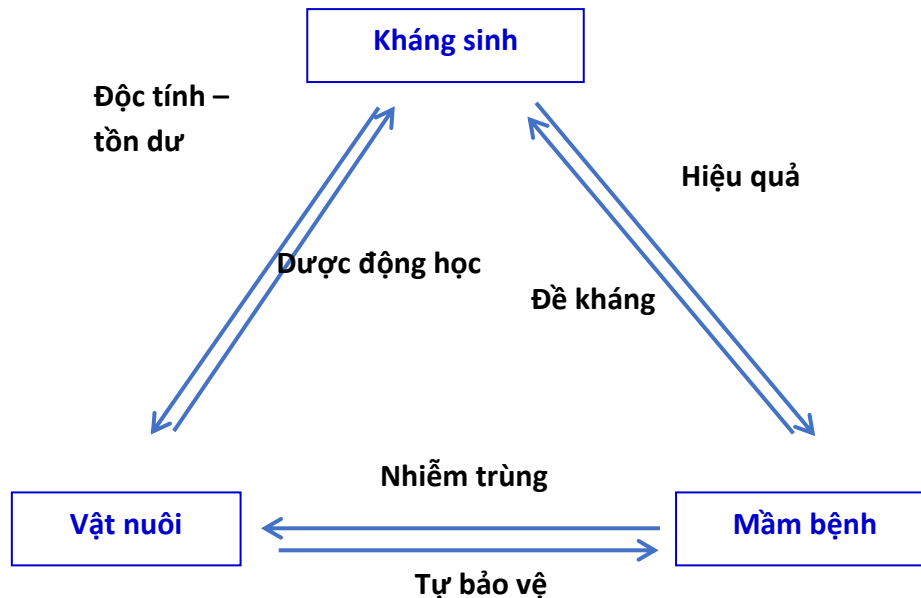 Kháng sinh
Độc tính –
tồn dư
Hiệu quả
Dược động học
Đề kháng
Nhiễm trùng
Vật nuôi
Mầm bệnh
Tự bảo vệ